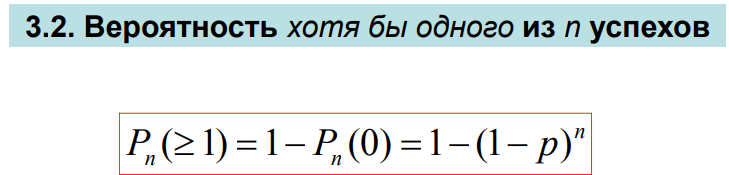 3.2. Вероятность хотя бы одного из n успехов
Pₙ(≥1)=1−Pₙ(0)=1−(1−p)ⁿ